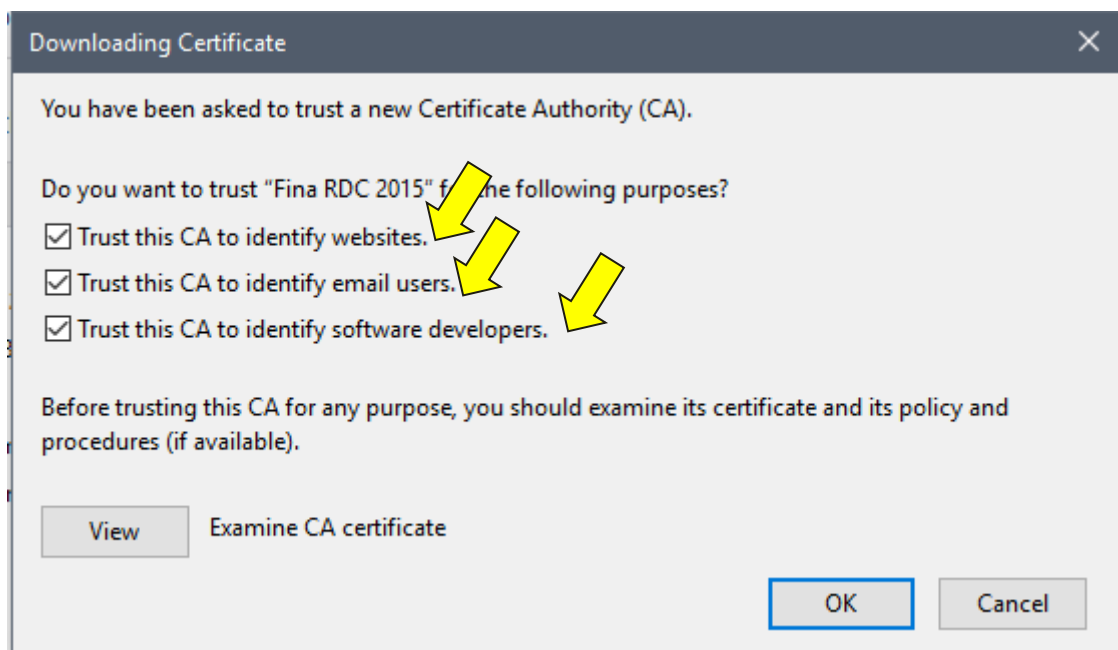 Downloading Certificate
You have been asked to trust a new Certificate Authority (CA).
Do you want to trust “Fina RDC 2015” the following purposes?
Trust this CA to identify websites.
Trust this CA to identify email users.
Trust this CA to identify software developers.
Before trusting this CA for any purpose, you should examine its certificate and its policy and
procedures (if available).
View Examine CA certificate
OK Cancel